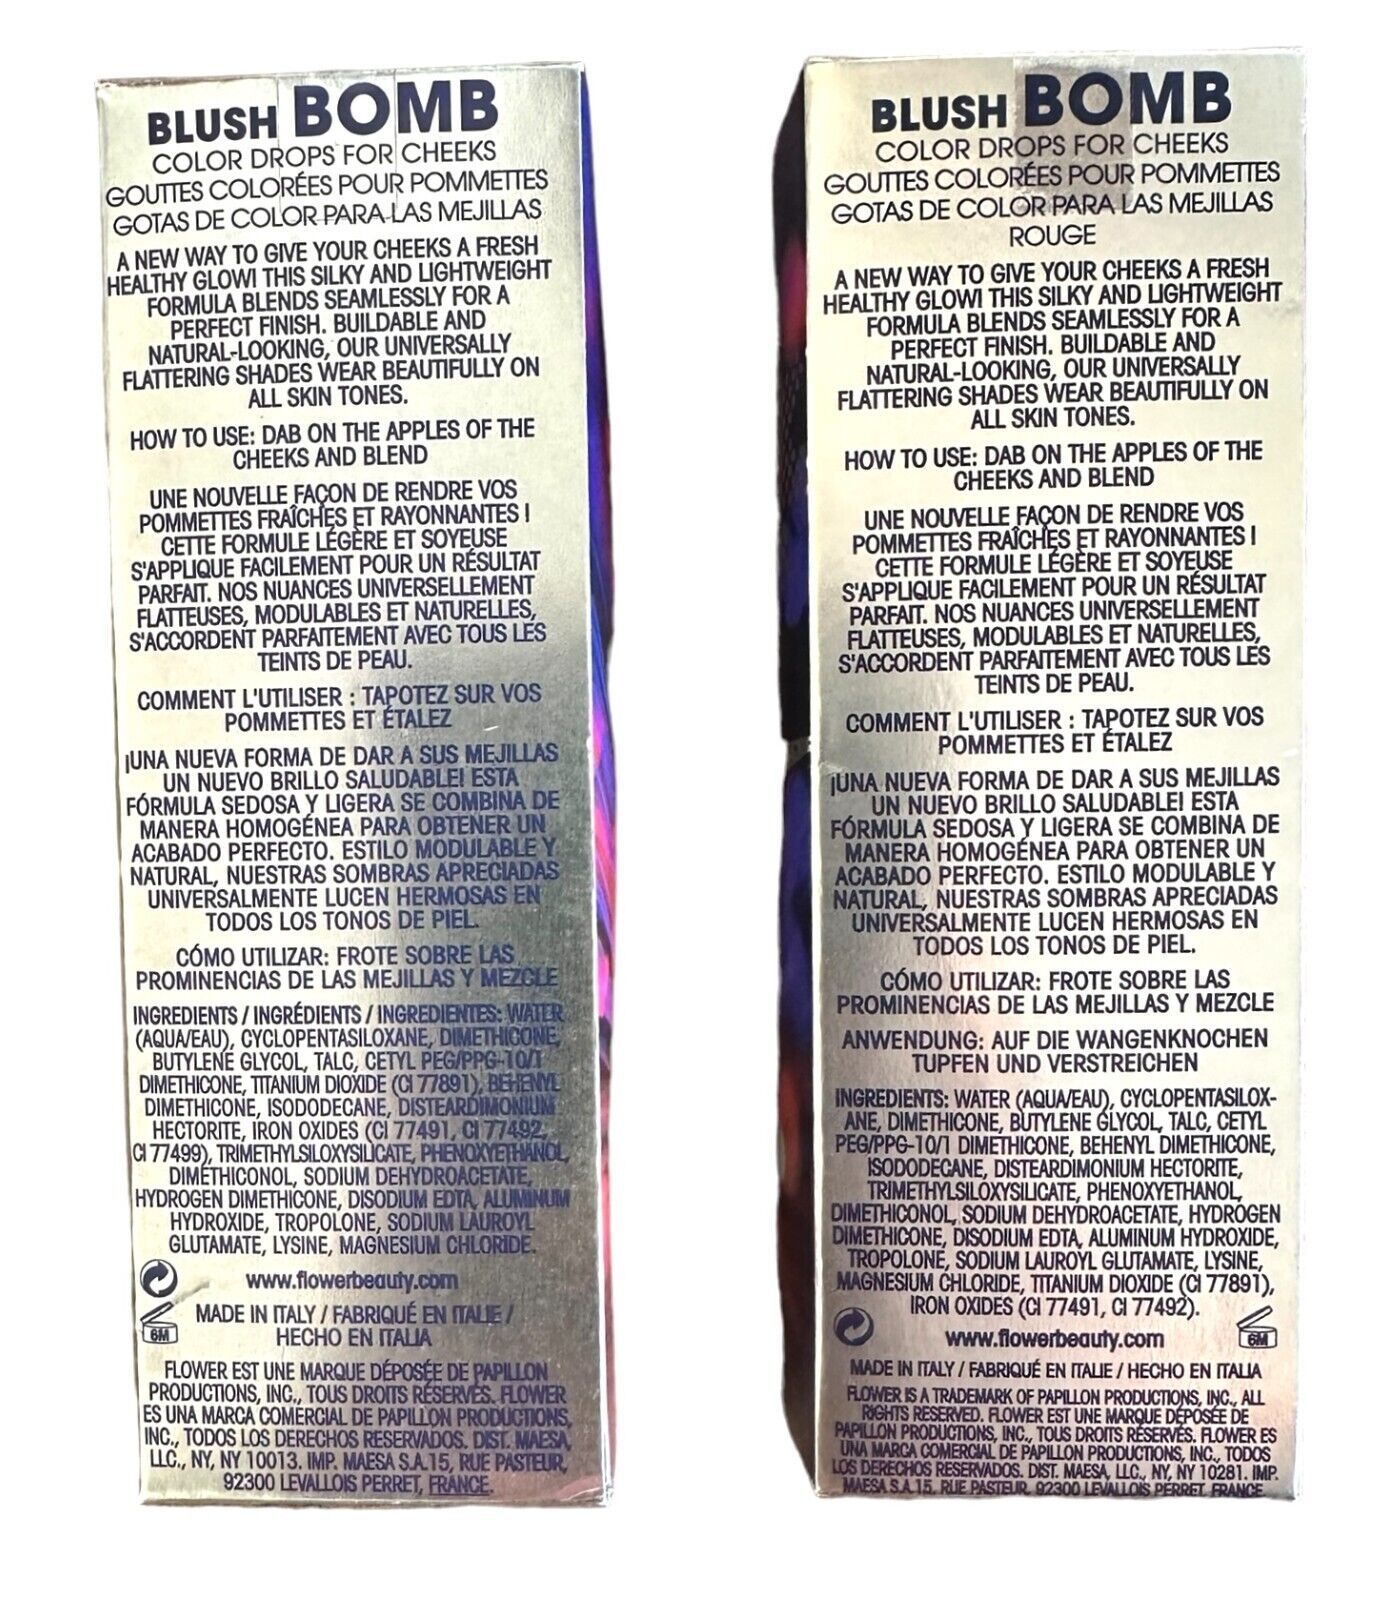 BLUSH BOMB
COLOR DROPS FOR CHEEKS
GOUTTES COLORÉES POUR POMMETTES
GOTAS DE COLOR PARA LAS MEJILLAS
A NEW WAY TO GIVE YOUR CHEEKS A FRESH
HEALTHY GLOW! THIS SILKY AND LIGHTWEIGHT
FORMULA BLENDS SEAMLESSLY FOR A
PERFECT FINISH. BUILDABLE AND
NATURAL-LOOKING, OUR UNIVERSALLY
FLATTERING SHADES WEAR BEAUTIFULLY ON
ALL SKIN TONES.
HOW TO USE: DAB ON THE APPLES OF THE
CHEEKS AND BLEND
UNE NOUVELLE FAÇON DE RENDRE VOS
POMMETTES FRAÎCHES ET RAYONNANTES !
CETTE FORMULE LÉGÈRE ET SOYEUSE
S'APPLIQUE FACILEMENT POUR UN RÉSULTAT
PARFAIT. NOS NUANCES UNIVERSELLEMENT
FLATTEUSES, MODULABLES ET NATURELLES,
S'ACCORDENT PARFAITEMENT AVEC TOUS LES
TEINTS DE PEAU.
COMMENT L'UTILISER : TAPOTEZ SUR VOS
POMMETTES ET ÉTALEZ
¡UNA NUEVA FORMA DE DAR A SUS MEJILLAS
UN NUEVO BRILLO SALUDABLE! ESTA
FÓRMULA SEDOSA Y LIGERA SE COMBINA DE
MANERA HOMOGÉNEA PARA OBTENER UN
ACABADO PERFECTO. ESTILO MODULABLE Y
NATURAL, NUESTRAS SOMBRAS APRECIADAS
UNIVERSALMENTE LUCEN HERMOSAS EN
TODOS LOS TONOS DE PIEL.
CÓMO UTILIZAR: FROTE SOBRE LAS
PROMINENCIAS DE LAS MEJILLAS Y MEZCLE
INGREDIENTS / INGRÉDIENTS / INGREDIENTES: WATER
(AQUA/EAU), CYCLOPENTASILOXANE, DIMETHICONE,
BUTYLENE GLYCOL, TALC, CETYL PEG/PPG-10/1
DIMETHICONE, TITANIUM DIOXIDE (CI 77891), BEHENYL
DIMETHICONE, ISODODECANE, DISTEARDIMONIUM
HECTORITE, IRON OXIDES (CI 77491, CI 77492,
CI 77499), TRIMETHYLSILOXYSILICATE, PHENOXYETHANOL,
DIMETHICONOL, SODIUM DEHYDROACETATE,
HYDROGEN DIMETHICONE, DISODIUM EDTA, ALUMINUM
HYDROXIDE, TROPOLONE, SODIUM LAUROYL
GLUTAMATE, LYSINE, MAGNESIUM CHLORIDE.
www.flowerbeauty.com
6M
MADE IN ITALY / FABRIQUÉ EN ITALIE /
HECHO EN ITALIA
FLOWER EST UNE MARQUE DÉPOSÉE DE PAPILLON
PRODUCTIONS, INC., TOUS DROITS RÉSERVÉS. FLOWER
ES UNA MARCA COMERCIAL DE PAPILLON PRODUCTIONS,
INC., TODOS LOS DERECHOS RESERVADOS. DIST. MAESA,
LLC., NY, NY 10013. IMP. MAESA S.A. 15, RUE PASTEUR,
92300 LEVALLOIS PERRET, FRANCE.
BLUSH BOMB
COLOR DROPS FOR CHEEKS
GOUTTES COLORÉES POUR POMMETTES
GOTAS DE COLOR PARA LAS MEJILLAS
ROUGE
A NEW WAY TO GIVE YOUR CHEEKS A FRESH
HEALTHY GLOW! THIS SILKY AND LIGHTWEIGHT
FORMULA BLENDS SEAMLESSLY FOR A
PERFECT FINISH. BUILDABLE AND
NATURAL-LOOKING, OUR UNIVERSALLY
FLATTERING SHADES WEAR BEAUTIFULLY ON
ALL SKIN TONES.
HOW TO USE: DAB ON THE APPLES OF THE
CHEEKS AND BLEND
UNE NOUVELLE FAÇON DE RENDRE VOS
POMMETTES FRAÎCHES ET RAYONNANTES !
CETTE FORMULE LÉGÈRE ET SOYEUSE
S'APPLIQUE FACILEMENT POUR UN RÉSULTAT
PARFAIT. NOS NUANCES UNIVERSELLEMENT
FLATTEUSES, MODULABLES ET NATURELLES,
S'ACCORDENT PARFAITEMENT AVEC TOUS LES
TEINTS DE PEAU.
COMMENT L'UTILISER : TAPOTEZ SUR VOS
POMMETTES ET ÉTALEZ
¡UNA NUEVA FORMA DE DAR A SUS MEJILLAS
UN NUEVO BRILLO SALUDABLE! ESTA
FÓRMULA SEDOSA Y LIGERA SE COMBINA DE
MANERA HOMOGÉNEA PARA OBTENER UN
ACABADO PERFECTO. ESTILO MODULABLE Y
NATURAL, NUESTRAS SOMBRAS APRECIADAS
UNIVERSALMENTE LUCEN HERMOSAS EN
TODOS LOS TONOS DE PIEL.
CÓMO UTILIZAR: FROTE SOBRE LAS
PROMINENCIAS DE LAS MEJILLAS Y MEZCLE
ANWENDUNG: AUF DIE WANGENKNOCHEN
TUPFEN UND VERSTREICHEN
INGREDIENTS: WATER (AQUA/EAU), CYCLOPENTASILOX-
ANE, DIMETHICONE, BUTYLENE GLYCOL, TALC, CETYL
PEG/PPG-10/1 DIMETHICONE, BEHENYL DIMETHICONE,
ISODODECANE, DISTEARDIMONIUM HECTORITE,
TRIMETHYLSILOXYSILICATE, PHENOXYETHANOL,
DIMETHICONOL, SODIUM DEHYDROACETATE, HYDROGEN
DIMETHICONE, DISODIUM EDTA, ALUMINUM HYDROXIDE,
TROPOLONE, SODIUM LAUROYL GLUTAMATE, LYSINE,
MAGNESIUM CHLORIDE, TITANIUM DIOXIDE (CI 77891),
IRON OXIDES (CI 77491, CI 77492).
www.flowerbeauty.com
6M
MADE IN ITALY / FABRIQUÉ EN ITALIE / HECHO EN ITALIA
FLOWER IS A TRADEMARK OF PAPILLON PRODUCTIONS, INC., ALL
RIGHTS RESERVED. FLOWER EST UNE MARQUE DÉPOSÉE DE
PAPILLON PRODUCTIONS, INC., TOUS DROITS RÉSERVÉS. FLOWER ES
UNA MARCA COMERCIAL DE PAPILLON PRODUCTIONS, INC., TODOS
LOS DERECHOS RESERVADOS. DIST. MAESA, LLC., NY, NY 10281. IMP.
MAESA S.A. 15, RUE PASTEUR, 92300 LEVALLOIS PERRET, FRANCE.